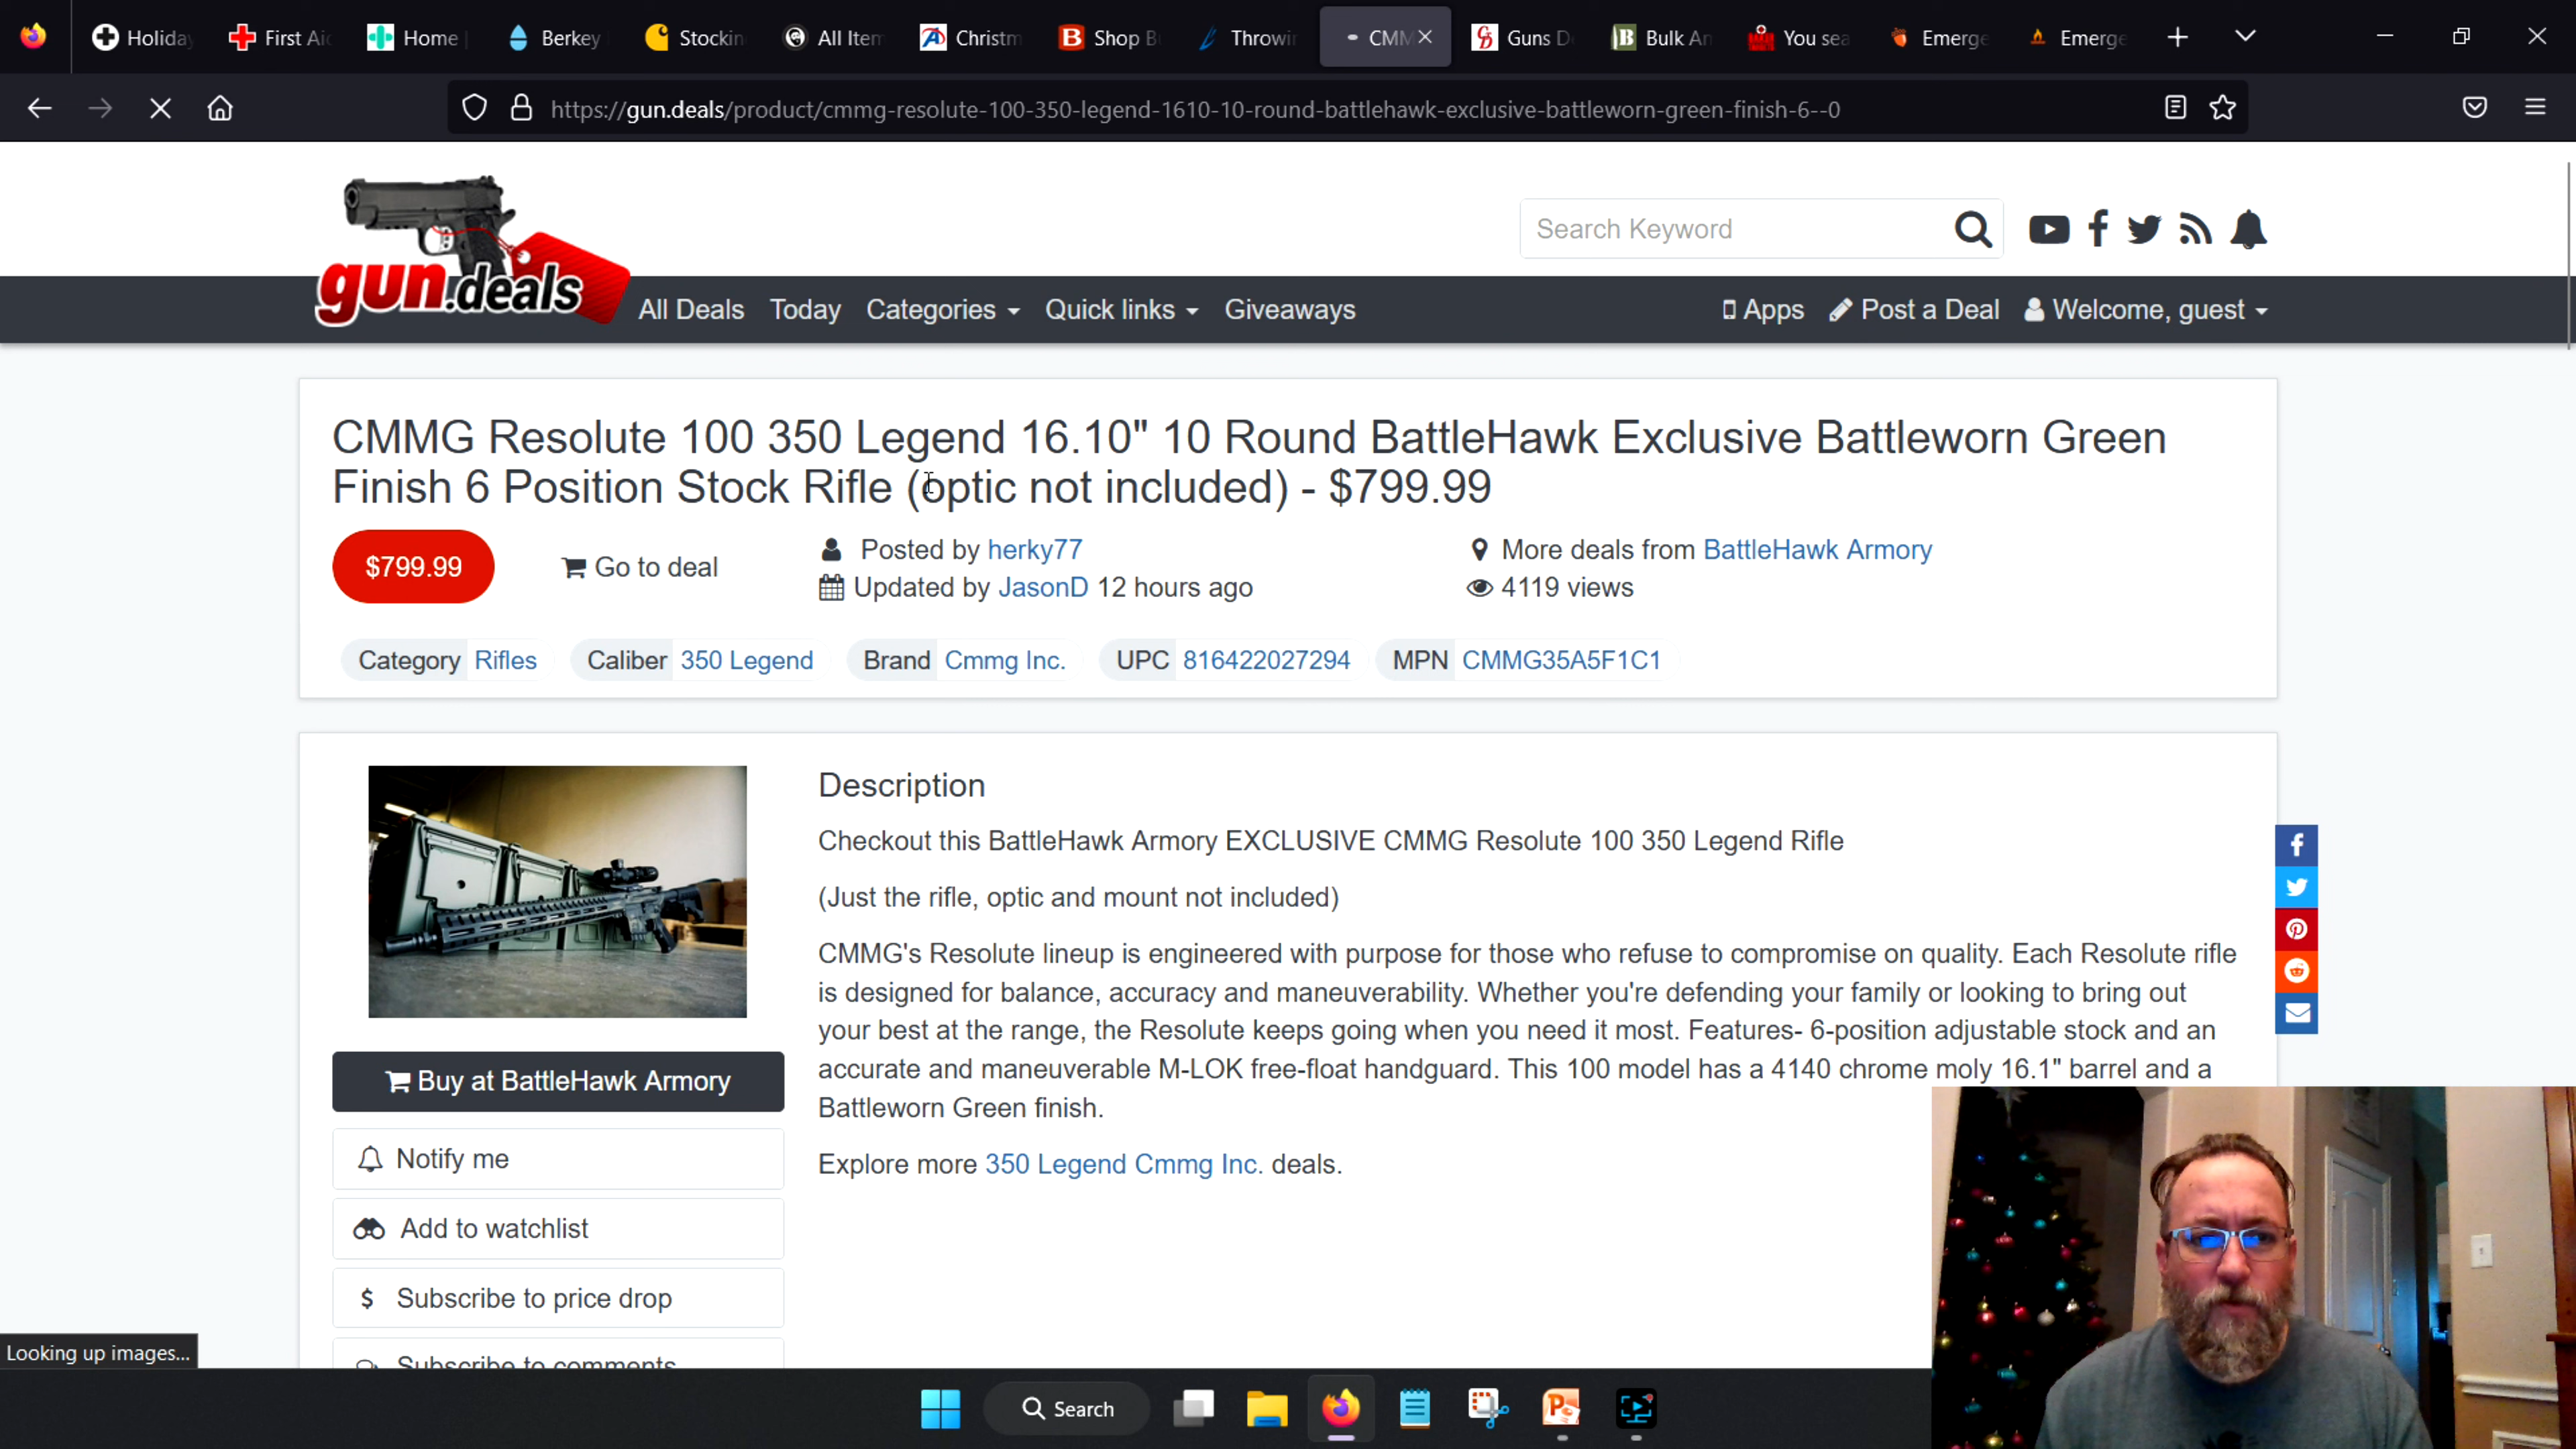 Holiday First Aid Home Berkey Stockin All Item Christm Shop B Throwin CMM Guns D Bulk Am You sea Emerge Emerge
https://gun.deals/product/cmmg-resolute-100-350-legend-1610-10-round-battlehawk-exclusive-battleworn-green-finish-6--0
gun.deals
Search Keyword
All Deals Today Categories Quick links Giveaways Apps Post a Deal Welcome, guest
CMMG Resolute 100 350 Legend 16.10" 10 Round BattleHawk Exclusive Battleworn Green
Finish 6 Position Stock Rifle (optic not included) - $799.99
$799.99 Go to deal
Posted by herky77
Updated by JasonD 12 hours ago
More deals from BattleHawk Armory
4119 views
Category Rifles Caliber 350 Legend Brand Cmmg Inc. UPC 816422027294 MPN CMMG35A5F1C1
Description
Checkout this BattleHawk Armory EXCLUSIVE CMMG Resolute 100 350 Legend Rifle
(Just the rifle, optic and mount not included)
CMMG's Resolute lineup is engineered with purpose for those who refuse to compromise on quality. Each Resolute rifle
is designed for balance, accuracy and maneuverability. Whether you're defending your family or looking to bring out
your best at the range, the Resolute keeps going when you need it most. Features- 6-position adjustable stock and an
accurate and maneuverable M-LOK free-float handguard. This 100 model has a 4140 chrome moly 16.1" barrel and a
Battleworn Green finish.
Explore more 350 Legend Cmmg Inc. deals.
Buy at BattleHawk Armory
Notify me
Add to watchlist
Subscribe to price drop
Subscribe to comments
Looking up images...
Search